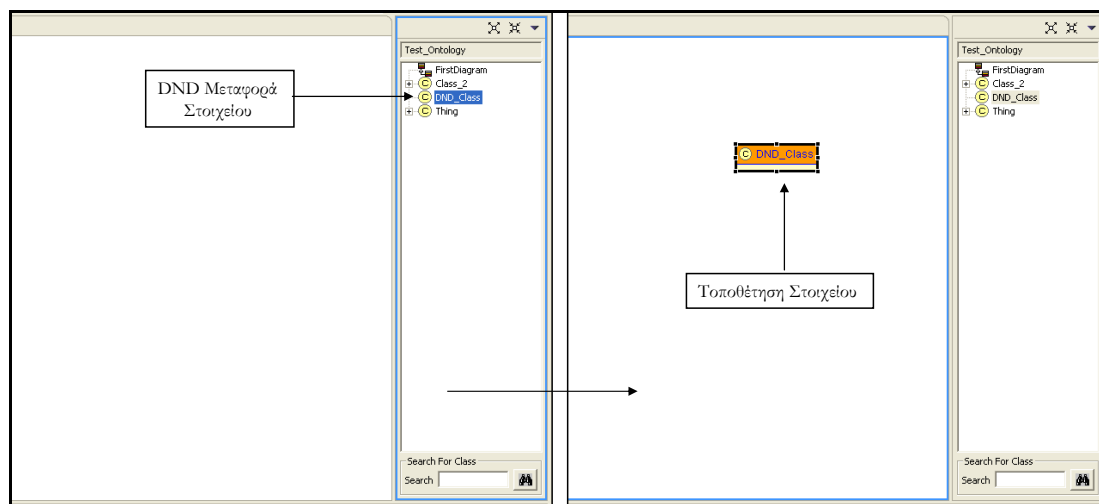 Test_Ontology
FirstDiagram
Class_2
DND_Class
Thing
DND Μεταφορά
Στοιχείου
Search For Class
Search
Test_Ontology
FirstDiagram
Class_2
DND_Class
Thing
C DND_Class
Τοποθέτηση Στοιχείου
Search For Class
Search